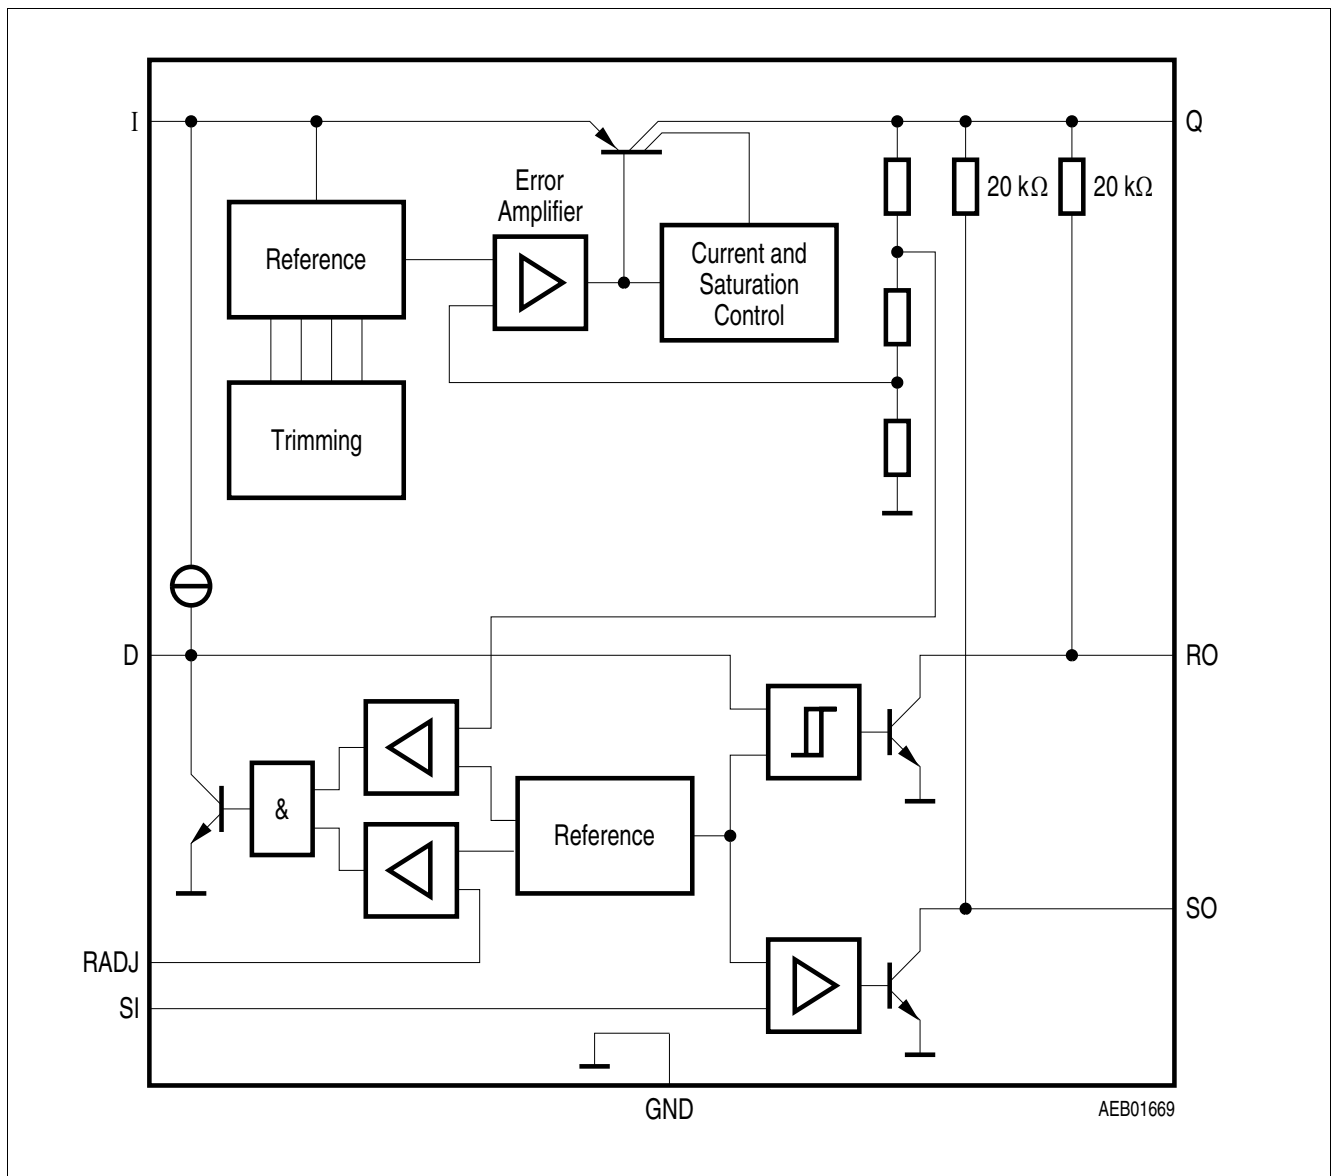 I
Q
Error
Amplifier
20 kΩ
20 kΩ
Reference
Current and
Saturation
Control
Trimming
D
RO
&
Reference
SO
RADJ
SI
GND
AEB01669